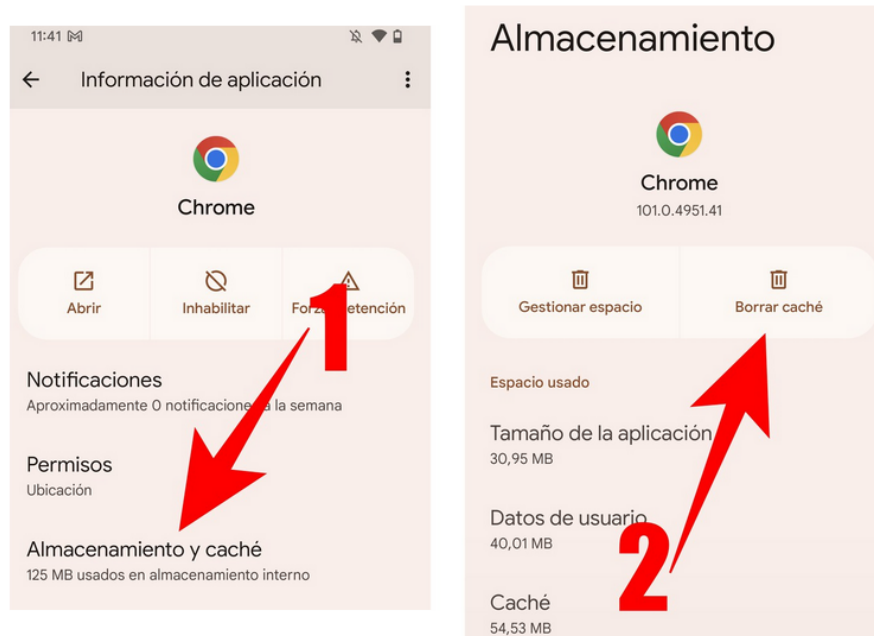 11:41
Información de aplicación
Chrome
Abrir
Inhabilitar
Forzar detención
1
Notificaciones
Aproximadamente 0 notificaciones a la semana
Permisos
Ubicación
Almacenamiento y caché
125 MB usados en almacenamiento interno
Almacenamiento
Chrome
101.0.4951.41
Gestionar espacio
Borrar caché
Espacio usado
Tamaño de la aplicación
30,95 MB
Datos de usuario
40,01 MB
2
Caché
54,53 MB